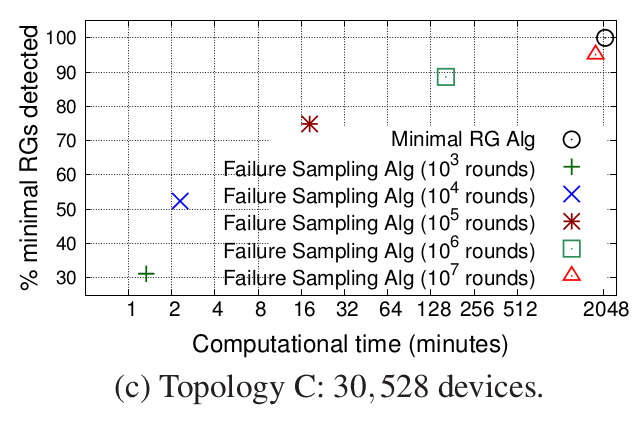 % minimal RGs detected
100
90
80
70
60
50
40
30
Minimal RG Alg
Failure Sampling Alg (10³ rounds)
Failure Sampling Alg (10⁴ rounds)
Failure Sampling Alg (10⁵ rounds)
Failure Sampling Alg (10⁶ rounds)
Failure Sampling Alg (10⁷ rounds)
1 2 4 8 16 32 64 128 256 512 2048
Computational time (minutes)
(c) Topology C: 30,528 devices.